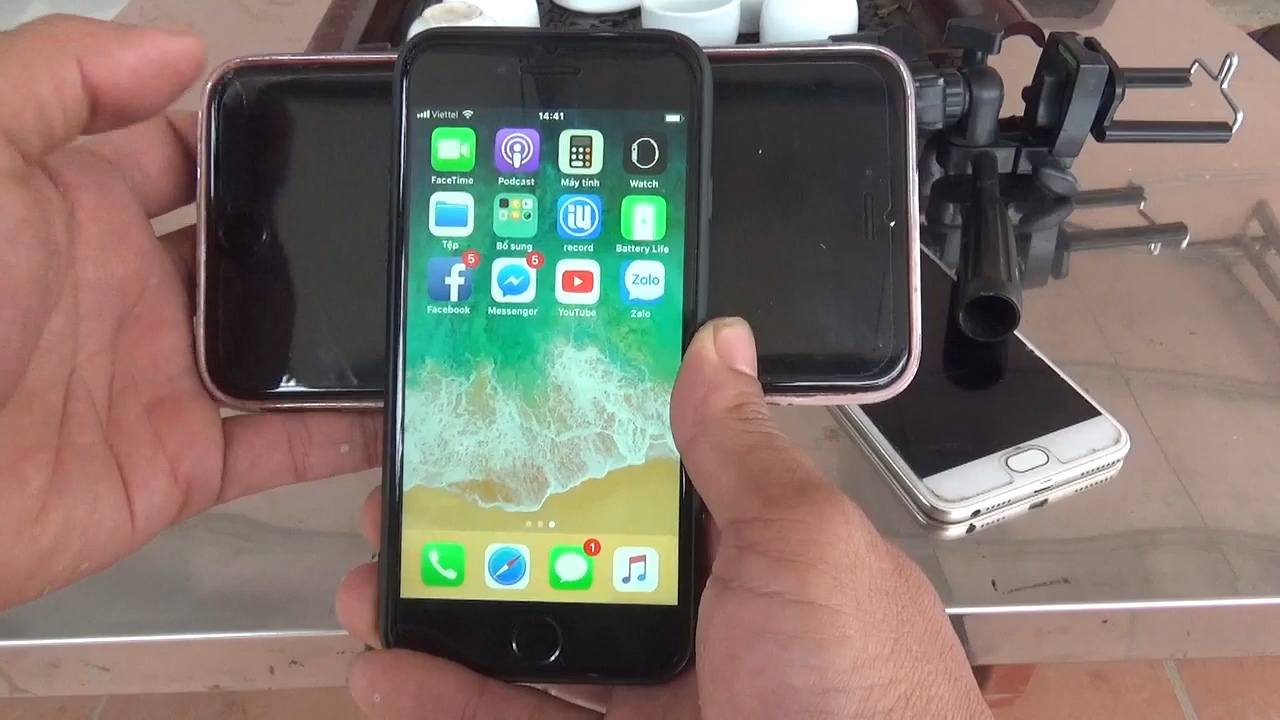 Viettel 14:41
FaceTime Podcast Máy tính Watch
Tệp Bổ sung record Battery Life
5 5 Zalo
Facebook Messenger YouTube Zalo
1